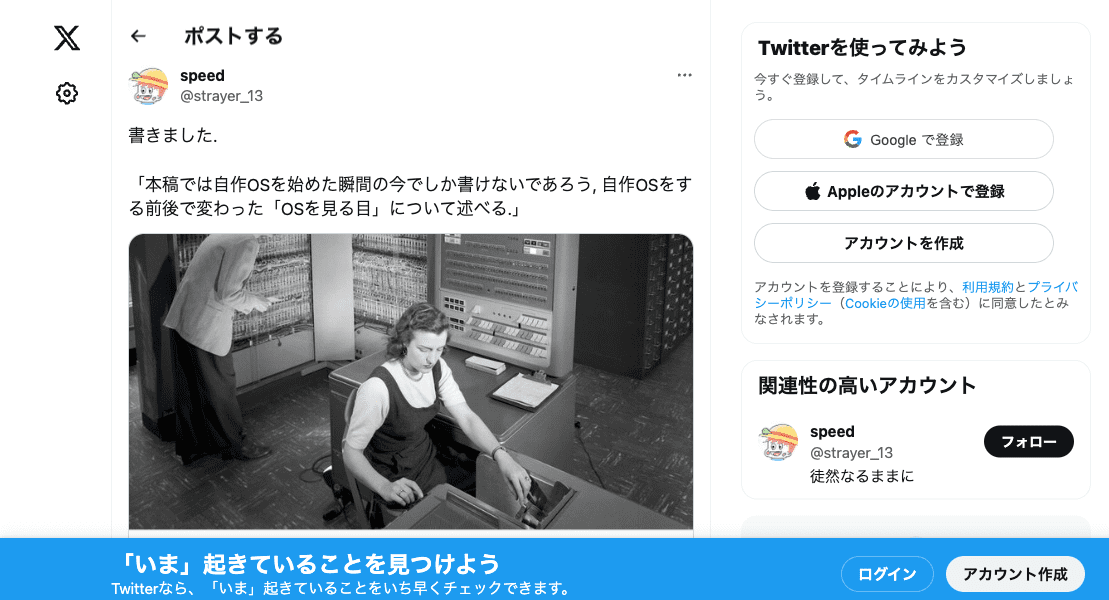 ポストする
speed
@strayer_13
書きました.
「本稿では自作OSを始めた瞬間の今でしか書けないであろう, 自作OSをす
る前後で変わった「OSを見る目」について述べる.」
Twitterを使ってみよう
今すぐ登録して、タイムラインをカスタマイズしましょ
う。
Google で登録
Appleのアカウントで登録
アカウントを作成
アカウントを登録することにより、利用規約とプライバ
シーポリシー（Cookieの使用を含む）に同意したとみ
なされます。
関連性の高いアカウント
speed
@strayer_13
フォロー
徒然なるままに
「いま」起きていることを見つけよう
Twitterなら、「いま」起きていることをいち早くチェックできます。
ログイン
アカウント作成